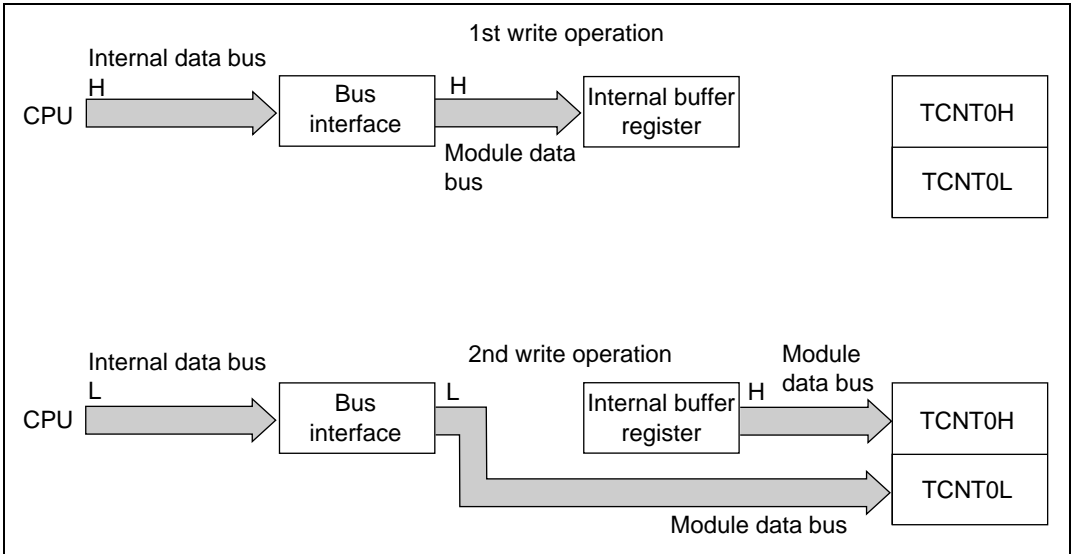 1st write operation
Internal data bus
H
CPU
Bus
interface
H
Module data
bus
Internal buffer
register
TCNT0H
TCNT0L
2nd write operation
Internal data bus
L
CPU
Bus
interface
L
Internal buffer
register
H
Module
data bus
TCNT0H
TCNT0L
Module data bus